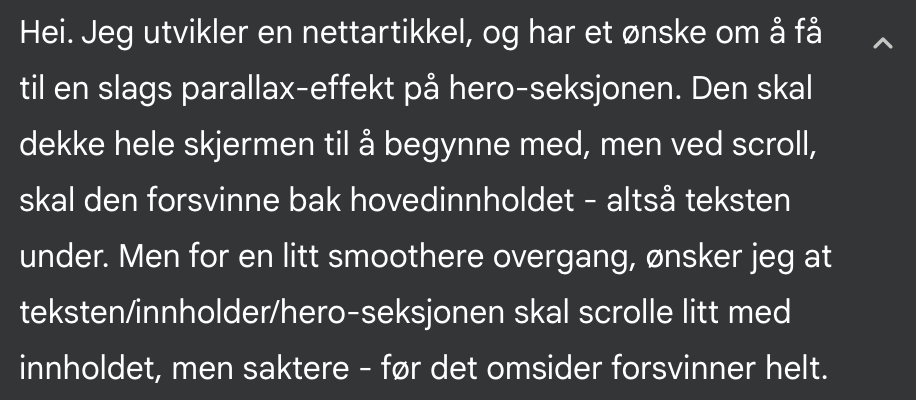 Hei. Jeg utvikler en nettartikkel, og har et ønske om å få
til en slags parallax-effekt på hero-seksjonen. Den skal
dekke hele skjermen til å begynne med, men ved scroll,
skal den forsvinne bak hovedinnholdet - altså teksten
under. Men for en litt smoothere overgang, ønsker jeg at
teksten/innholder/hero-seksjonen skal scrolle litt med
innholdet, men saktere - før det omsider forsvinner helt.